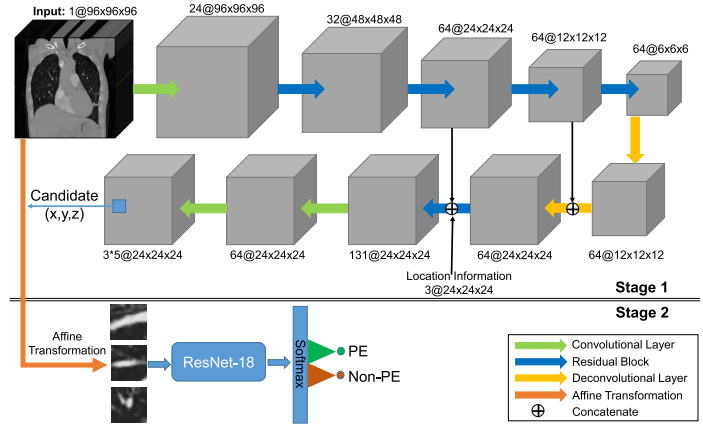 Input: 1@96x96x96
24@96x96x96
32@48x48x48
64@24x24x24
64@12x12x12
64@6x6x6
Candidate
(x,y,z)
3*5@24x24x24
64@24x24x24
131@24x24x24
64@24x24x24
64@12x12x12
Location Information
3@24x24x24
Stage 1
Stage 2
Affine
Transformation
ResNet-18
Softmax
PE
Non-PE
Convolutional Layer
Residual Block
Deconvolutional Layer
Affine Transformation
Concatenate